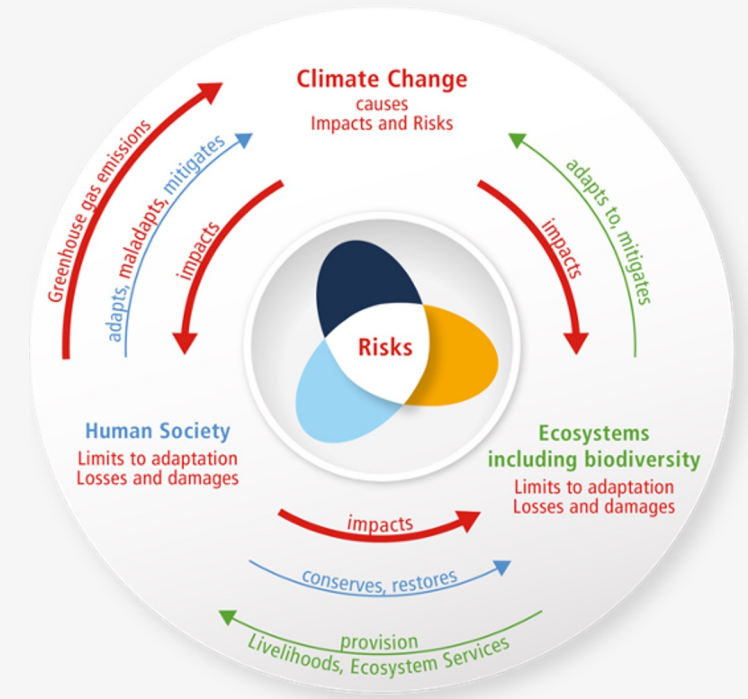 Climate Change
causes
Impacts and Risks
Greenhouse gas emissions
adapts, maladapts, mitigates
impacts
impacts
adapts to, mitigates
Risks
Human Society
Limits to adaptation
Losses and damages
Ecosystems
including biodiversity
Limits to adaptation
Losses and damages
impacts
conserves, restores
provision
Livelihoods, Ecosystem Services